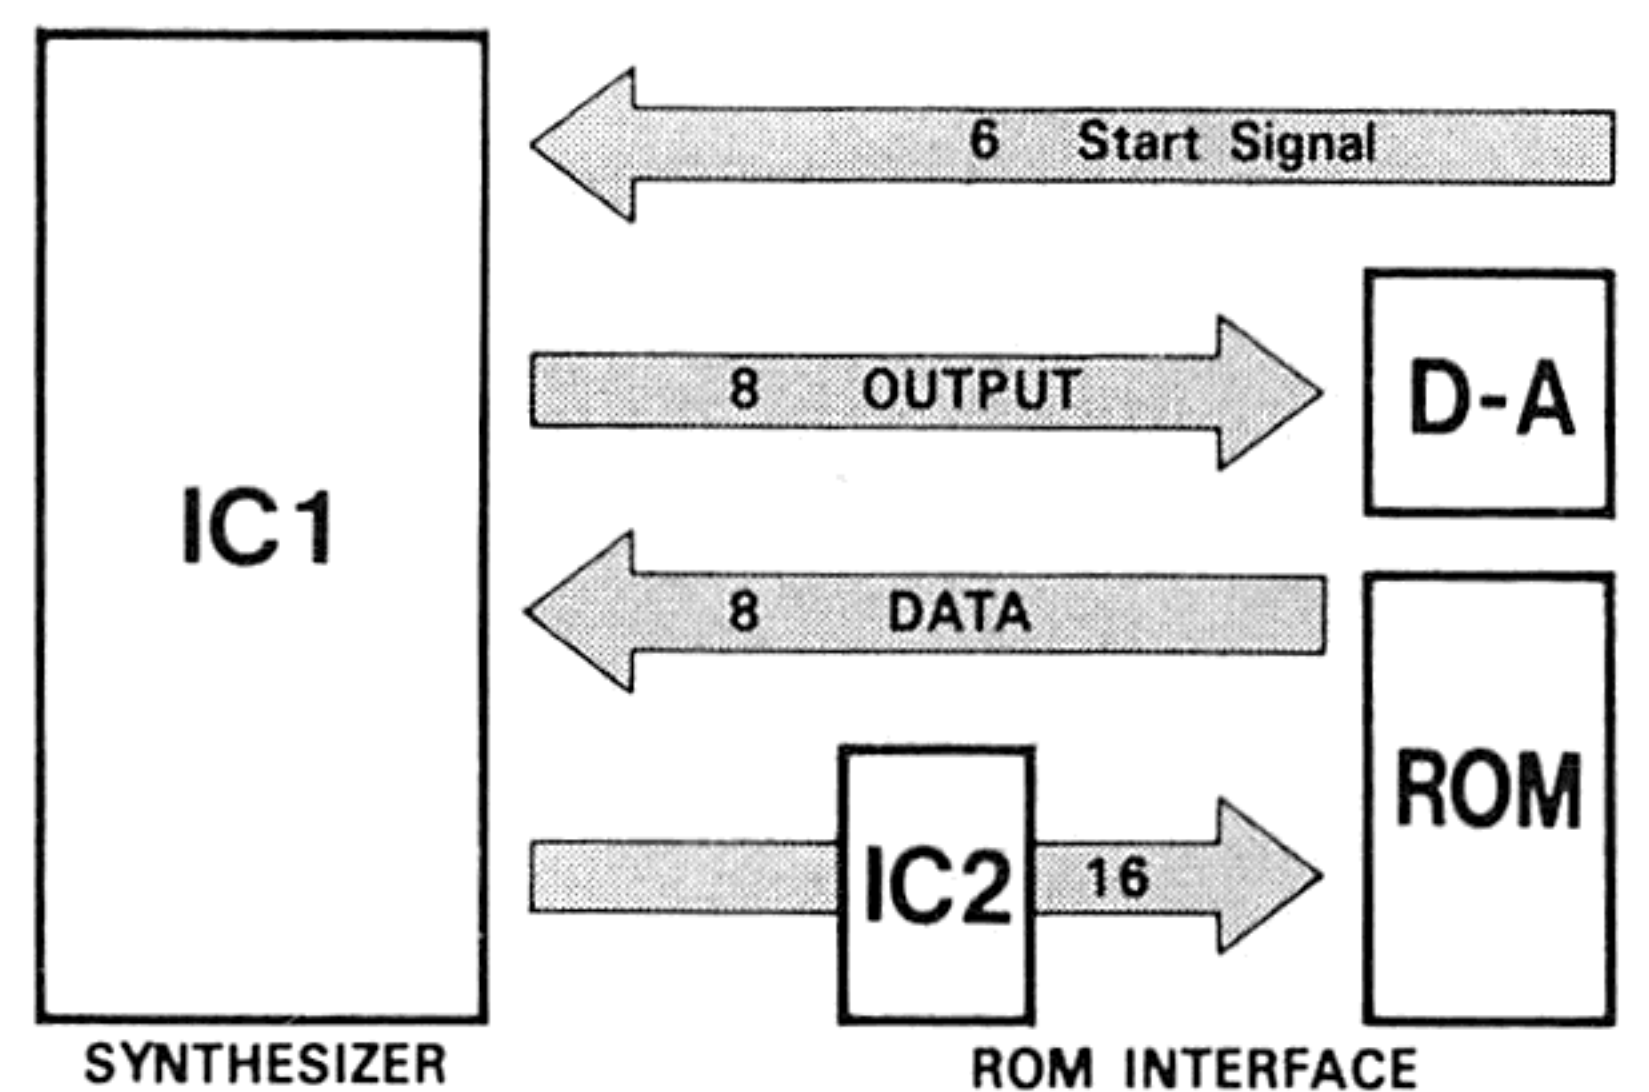 6 Start Signal
8 OUTPUT
D-A
IC1
8 DATA
ROM
IC2
16
SYNTHESIZER
ROM INTERFACE